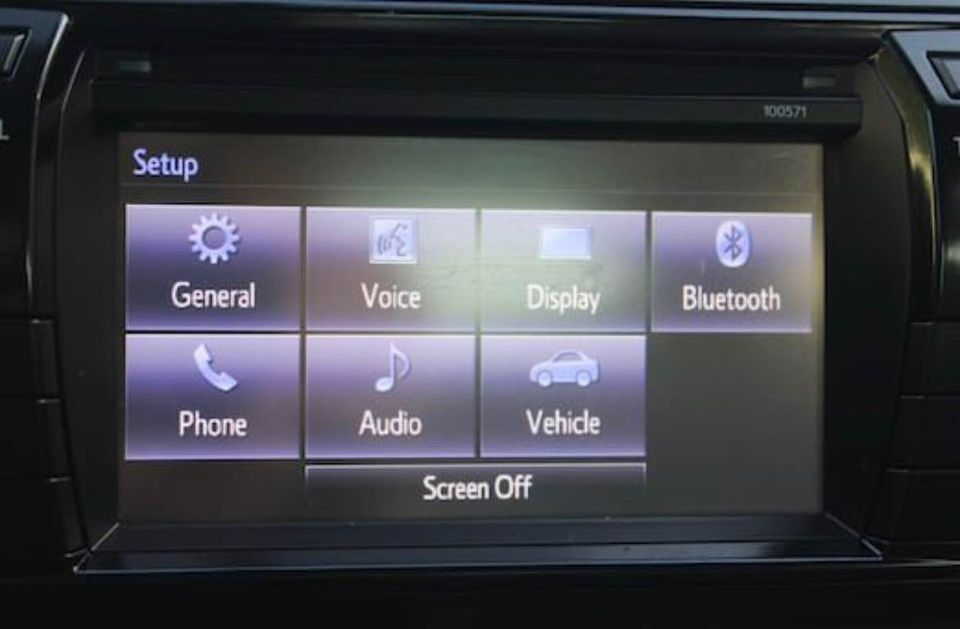 100571
Setup
General
Voice
Display
Bluetooth
Phone
Audio
Vehicle
Screen Off